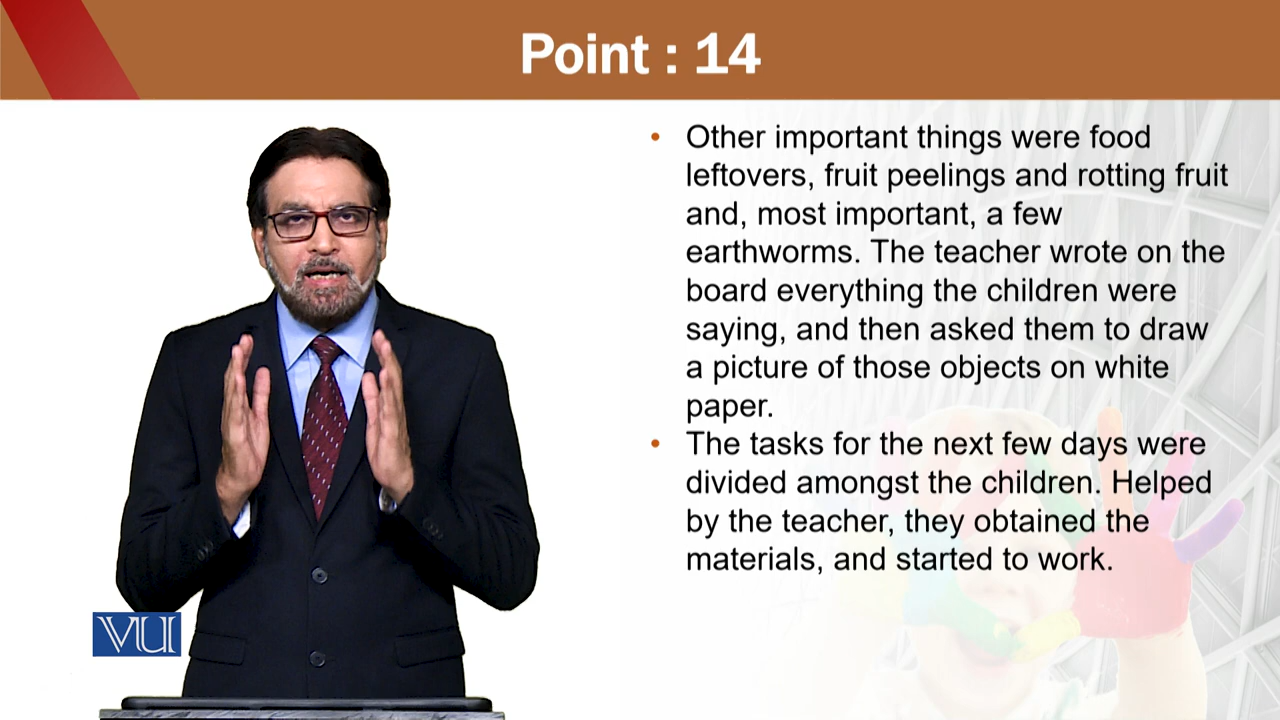 Point : 14
• Other important things were food
leftovers, fruit peelings and rotting fruit
and, most important, a few
earthworms. The teacher wrote on the
board everything the children were
saying, and then asked them to draw
a picture of those objects on white
paper.
• The tasks for the next few days were
divided amongst the children. Helped
by the teacher, they obtained the
materials, and started to work.
VU